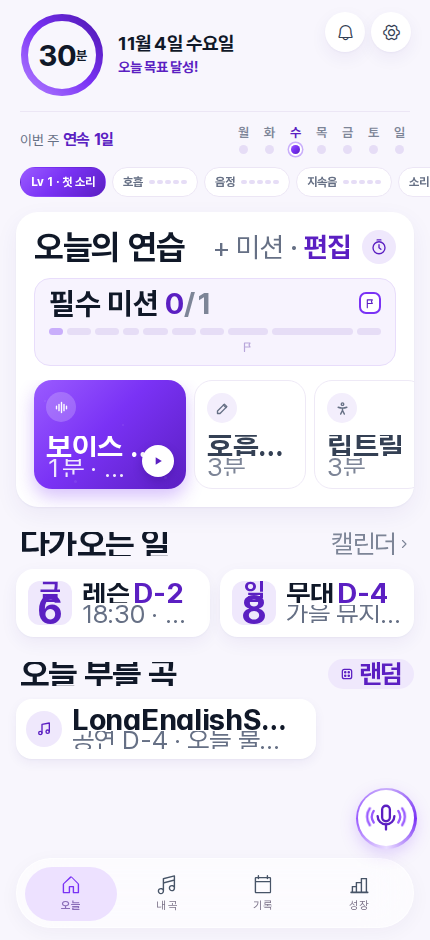 30분
11월 4일 수요일
오늘 목표 달성!
이번 주 연속 1일
월 화 수 목 금 토 일
Lv 1 · 첫 소리 호흡 음정 지속음 소리
오늘의 연습 + 미션 · 편집
필수 미션 0/1
보이스 ...
1분 · ...
호흡...
3분
립트릴
3분
다가오는 일 캘린더
금
6
레슨 D-2
18:30 · ...
일
8
무대 D-4
가을 뮤지...
오늘 부를 곡 랜덤
LongEnglishS...
공연 D-4 · 오늘 물...
오늘 내 곡 기록 성장